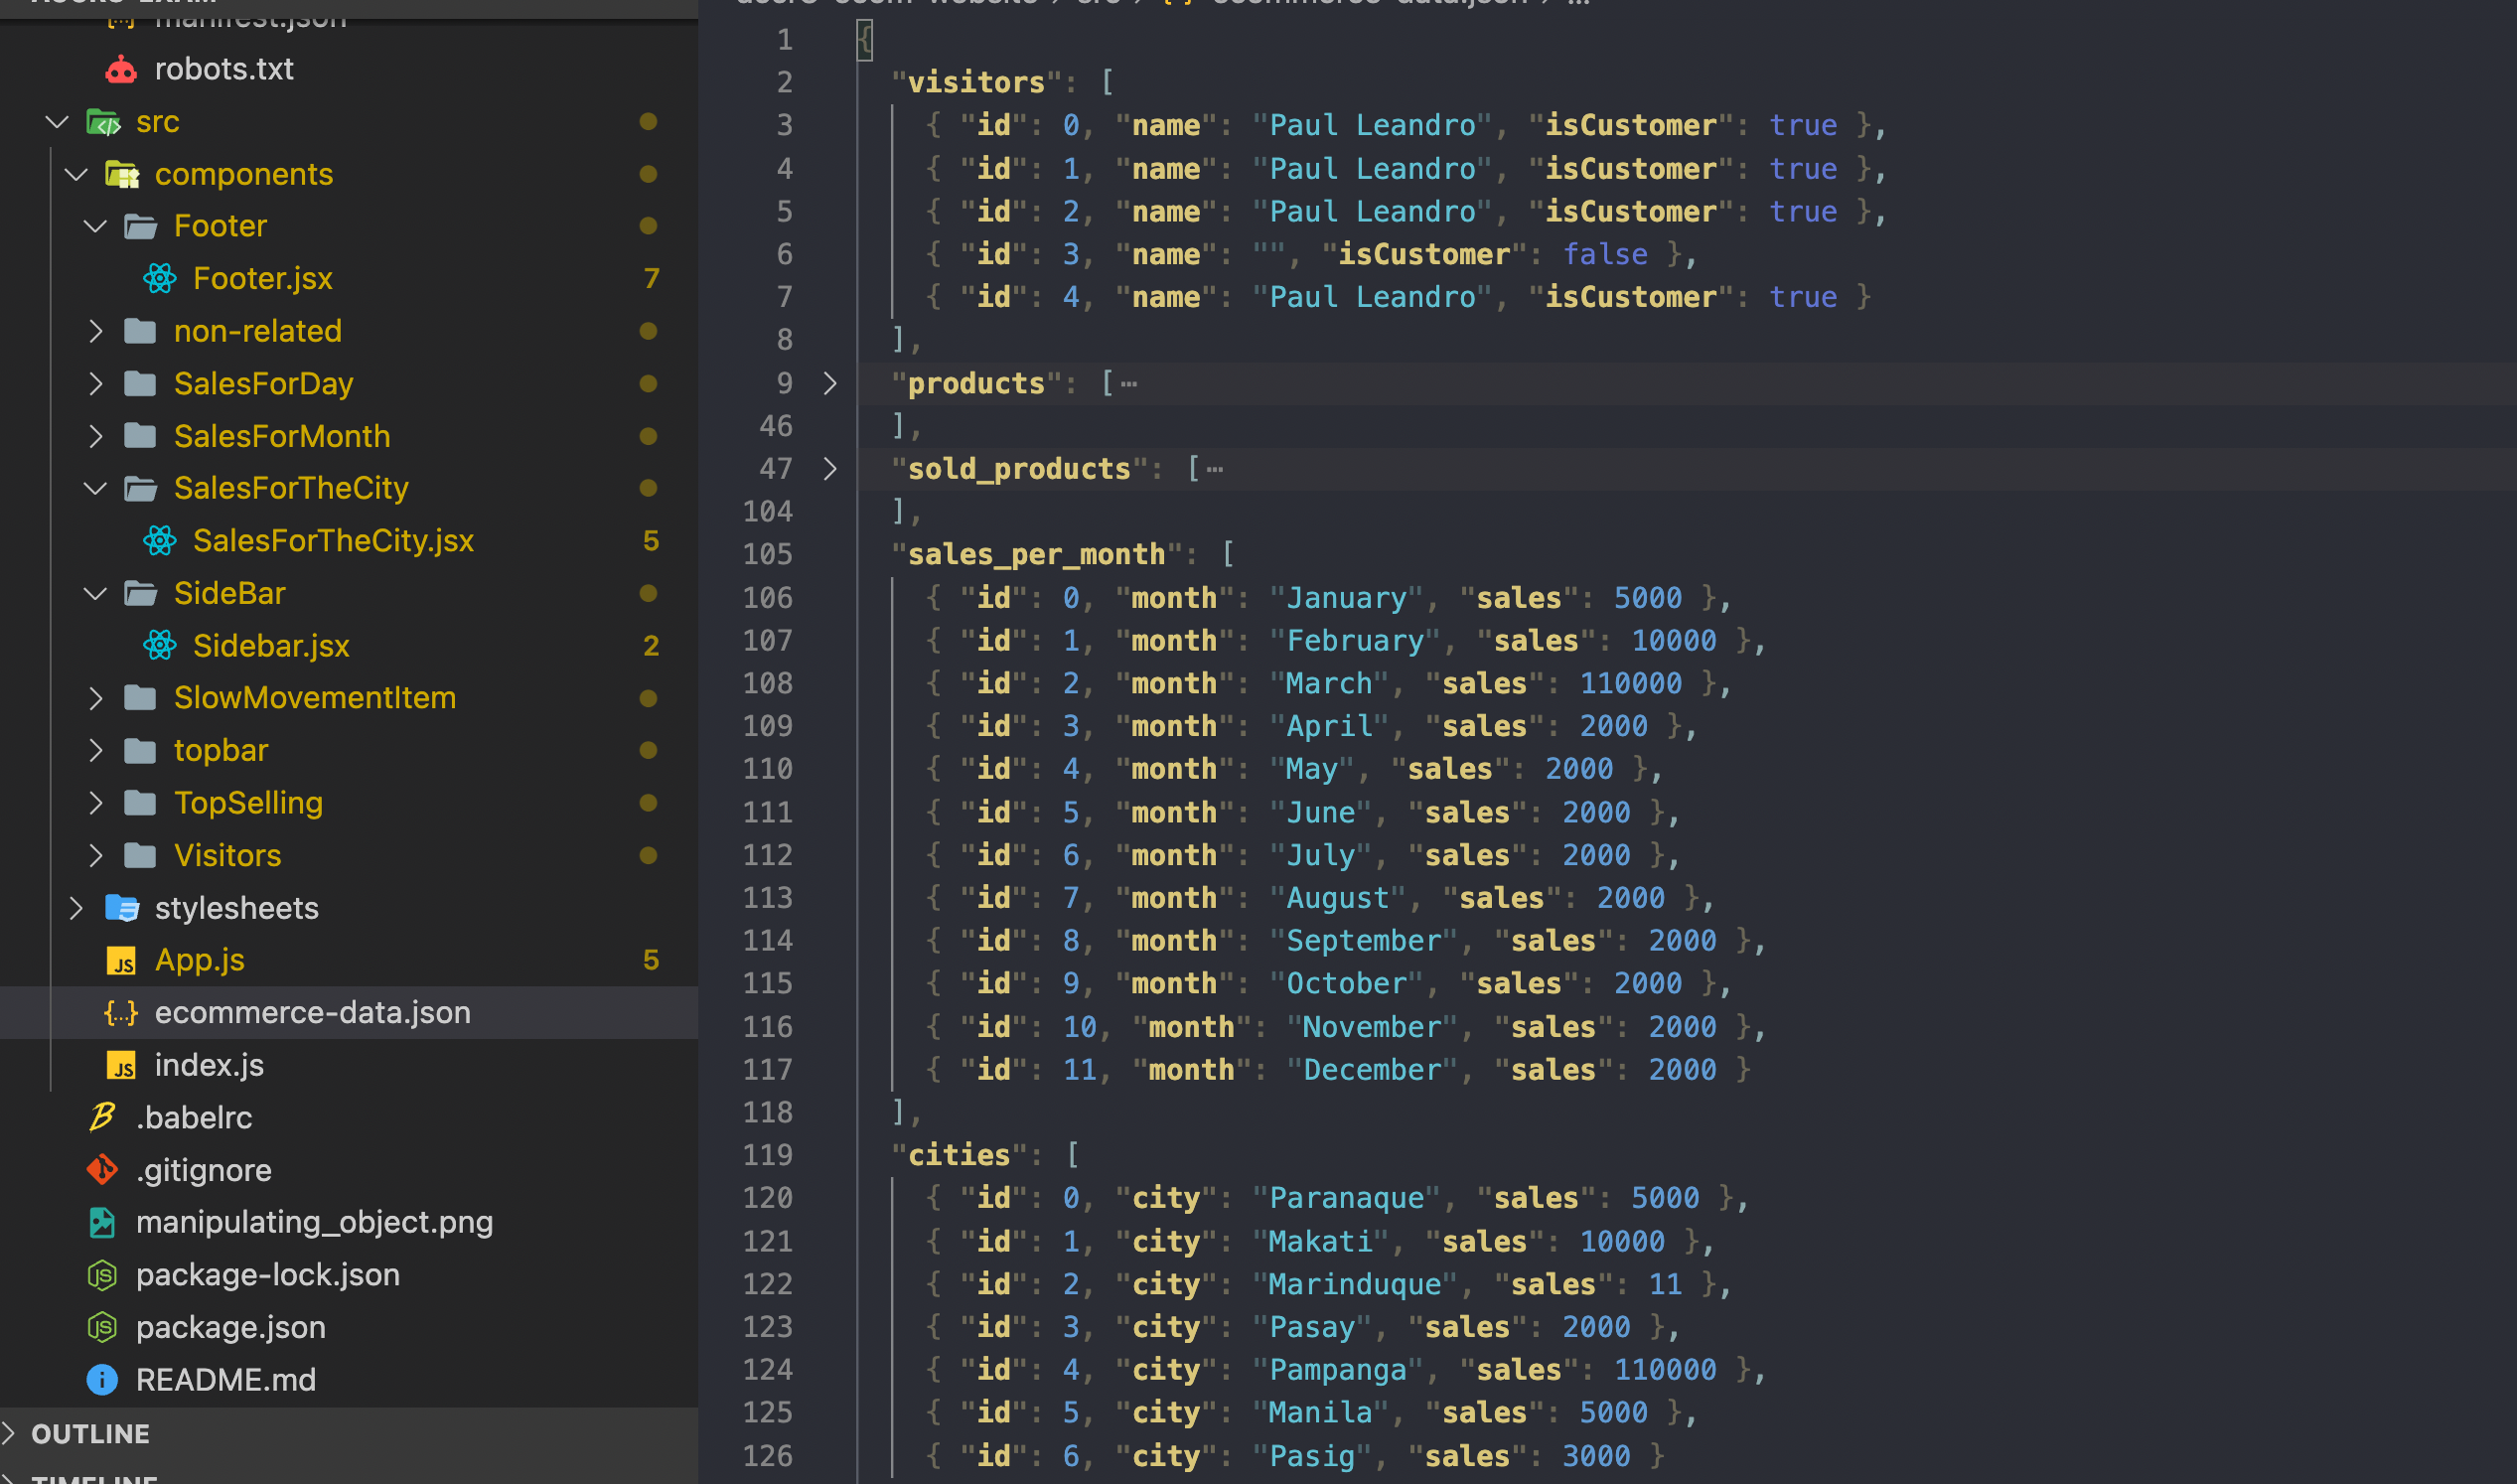 manifest.json
robots.txt
src
components
Footer
Footer.jsx 7
non-related
SalesForDay
SalesForMonth
SalesForTheCity
SalesForTheCity.jsx 5
SideBar
Sidebar.jsx 2
SlowMovementItem
topbar
TopSelling
Visitors
stylesheets
JS App.js 5
{...} ecommerce-data.json
JS index.js
.babelrc
.gitignore
manipulating_object.png
package-lock.json
package.json
README.md
OUTLINE
TIMELINE
1 {
2 "visitors": [
3 { "id": 0, "name": "Paul Leandro", "isCustomer": true },
4 { "id": 1, "name": "Paul Leandro", "isCustomer": true },
5 { "id": 2, "name": "Paul Leandro", "isCustomer": true },
6 { "id": 3, "name": "", "isCustomer": false },
7 { "id": 4, "name": "Paul Leandro", "isCustomer": true }
8 ],
9 "products": [ ⋯
46 ],
47 "sold_products": [ ⋯
104 ],
105 "sales_per_month": [
106 { "id": 0, "month": "January", "sales": 5000 },
107 { "id": 1, "month": "February", "sales": 10000 },
108 { "id": 2, "month": "March", "sales": 110000 },
109 { "id": 3, "month": "April", "sales": 2000 },
110 { "id": 4, "month": "May", "sales": 2000 },
111 { "id": 5, "month": "June", "sales": 2000 },
112 { "id": 6, "month": "July", "sales": 2000 },
113 { "id": 7, "month": "August", "sales": 2000 },
114 { "id": 8, "month": "September", "sales": 2000 },
115 { "id": 9, "month": "October", "sales": 2000 },
116 { "id": 10, "month": "November", "sales": 2000 },
117 { "id": 11, "month": "December", "sales": 2000 }
118 ],
119 "cities": [
120 { "id": 0, "city": "Paranaque", "sales": 5000 },
121 { "id": 1, "city": "Makati", "sales": 10000 },
122 { "id": 2, "city": "Marinduque", "sales": 11 },
123 { "id": 3, "city": "Pasay", "sales": 2000 },
124 { "id": 4, "city": "Pampanga", "sales": 110000 },
125 { "id": 5, "city": "Manila", "sales": 5000 },
126 { "id": 6, "city": "Pasig", "sales": 3000 }